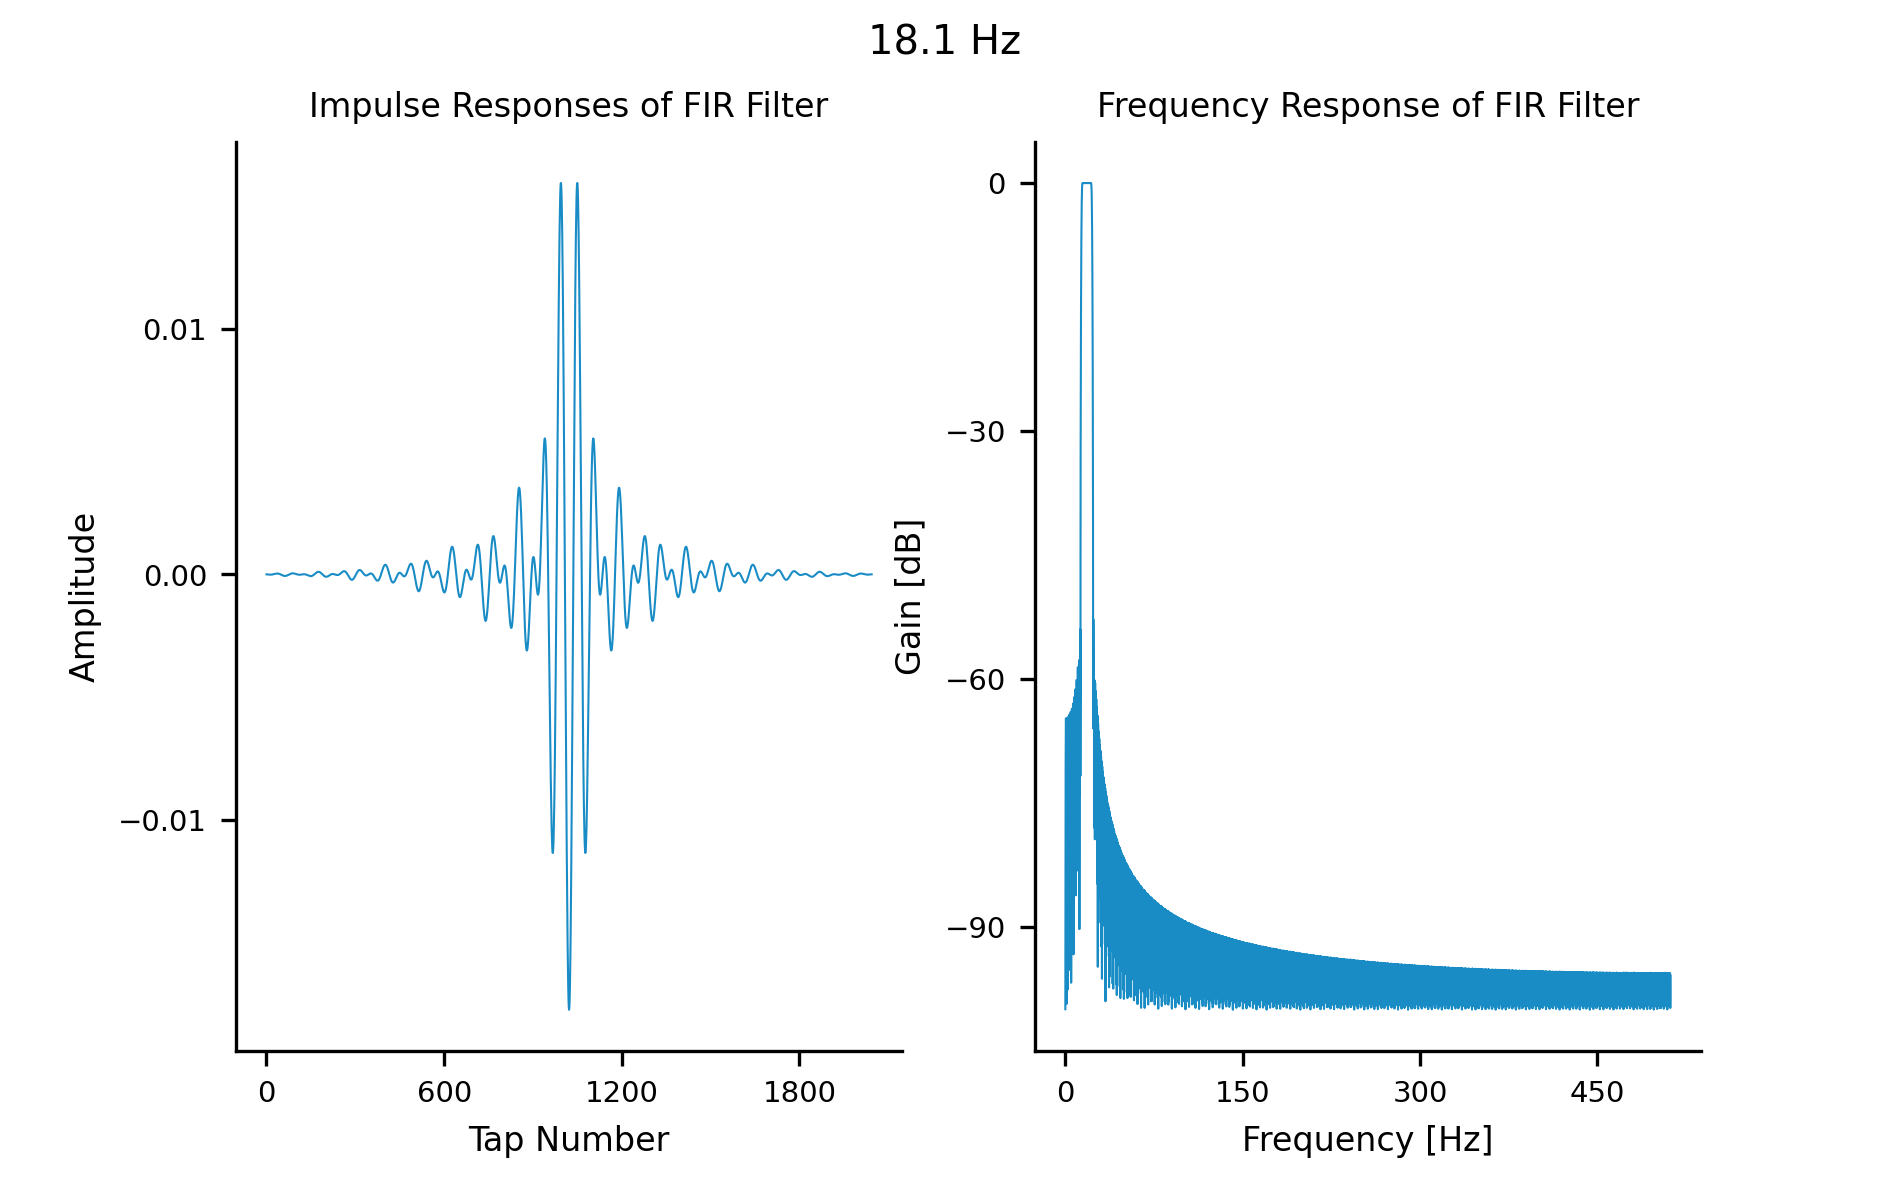 18.1 Hz
Impulse Responses of FIR Filter
Amplitude
0.01
0.00
−0.01
0 600 1200 1800
Tap Number
Frequency Response of FIR Filter
Gain [dB]
0
−30
−60
−90
0 150 300 450
Frequency [Hz]